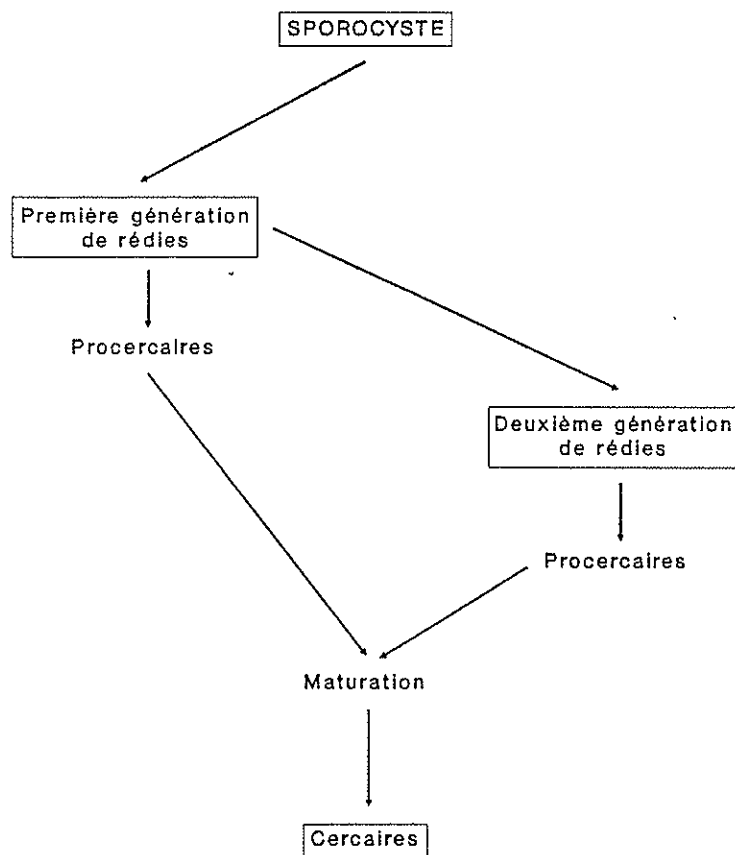 SPOROCYSTE
Première génération
de rédies
Procercaires
Deuxième génération
de rédies
Procercaires
Maturation
Cercaires